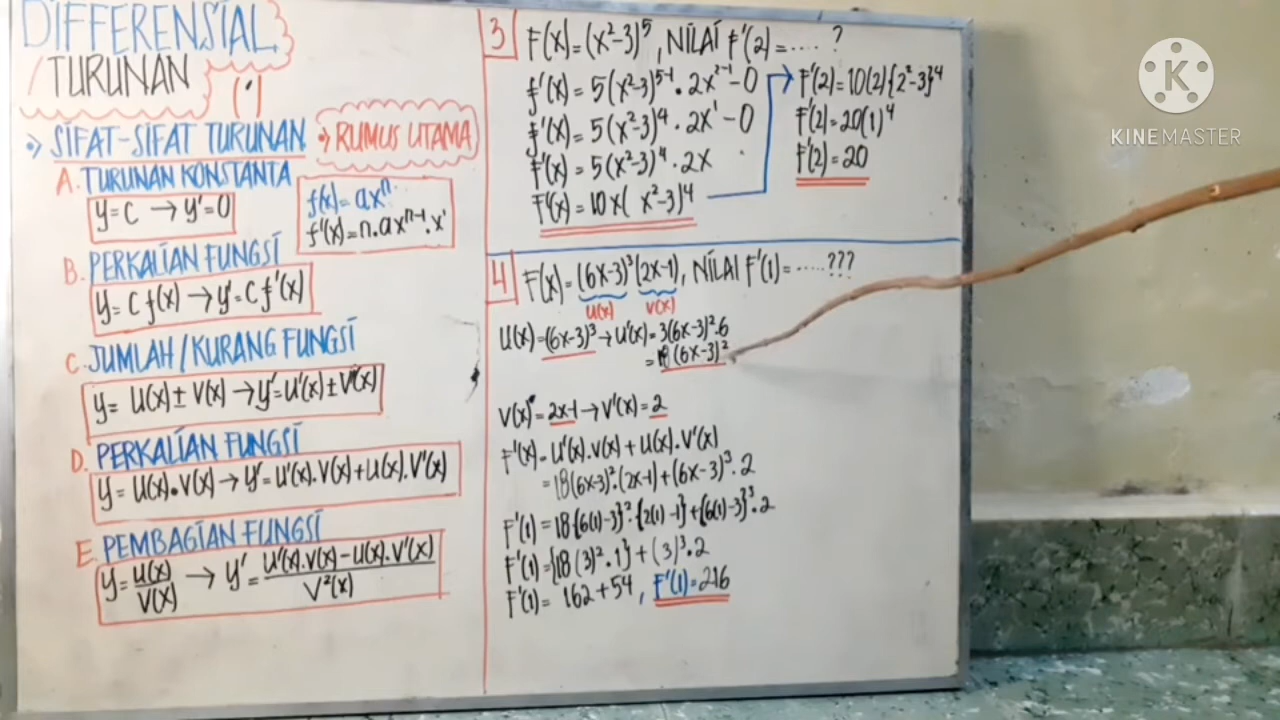 DIFFERENSIAL
/TURUNAN
(1)
SIFAT-SIFAT TURUNAN
RUMUS UTAMA
A. TURUNAN KONSTANTA
y=c → y'=0
f(x)=axⁿ
f'(x)=n.axⁿ⁻¹.x'
B. PERKALIAN FUNGSI
y=c f(x) → y'=c f'(x)
C. JUMLAH/KURANG FUNGSI
y= U(x)±V(x) → y'=U'(x)±V'(x)
D. PERKALIAN FUNGSI
y=U(x).V(x) → y'=U'(x).V(x)+U(x).V'(x)
E. PEMBAGIAN FUNGSI
y=U(x)/V(x) → y'=U'(x).V(x)-U(x).V'(x)/V²(x)
3 F(x)=(x²-3)⁵, NILAI F'(2)=.....?
f'(x)=5(x²-3)⁵⁻¹.2x²⁻¹-0
f'(x)=5(x²-3)⁴.2x¹-0
F'(x)=5(x²-3)⁴.2x
F'(x)=10x(x²-3)⁴
F'(2)=10(2){2²-3}⁴
F'(2)=20(1)⁴
F'(2)=20
4 F(x)=(6x-3)³(2x-1), NILAI F'(1)=.....???
U(x) V(x)
U(x)=(6x-3)³→U'(x)=3(6x-3)².6
=18(6x-3)²
V(x)=2x-1→V'(x)=2
F'(x)=U'(x).V(x)+U(x).V'(x)
=18(6x-3)².(2x-1)+(6x-3)³.2
F'(1)=18{6(1)-3}².{2(1)-1}+{6(1)-3}³.2
F'(1)={18(3)².1}+(3)³.2
F'(1)= 162+54, F'(1)=216
KINEMASTER